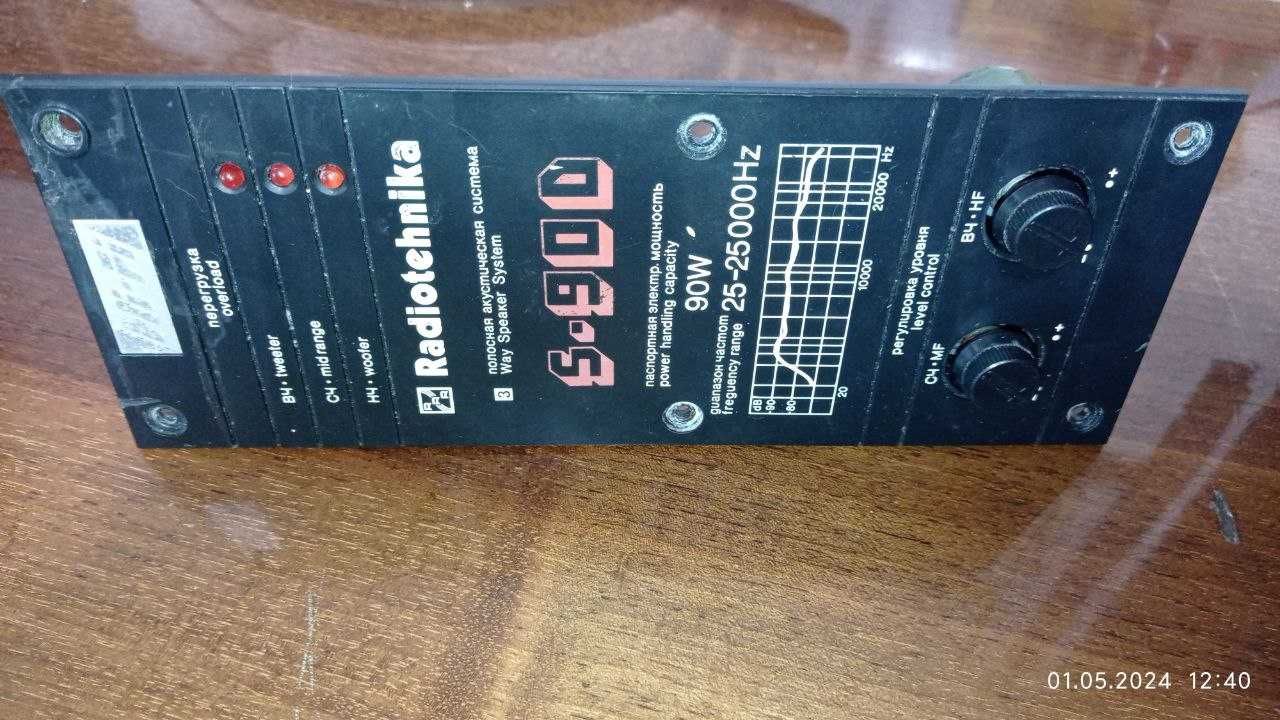 перегрузка
overload
ВЧ • tweeter
СЧ • mid range
НЧ • woofer
RRR Radiotehnika
3 полосная акустическая система
Way Speaker System
S-90D
паспортная электр. мощность
power handling capacity
90W
диапазон частот
freguency range 25-25000Hz
dB
-90
-80
20
10000
20000
Hz
регулировка уровня
level control
СЧ • MF
- • • +
ВЧ • HF
- • • +
01.05.2024 12:40